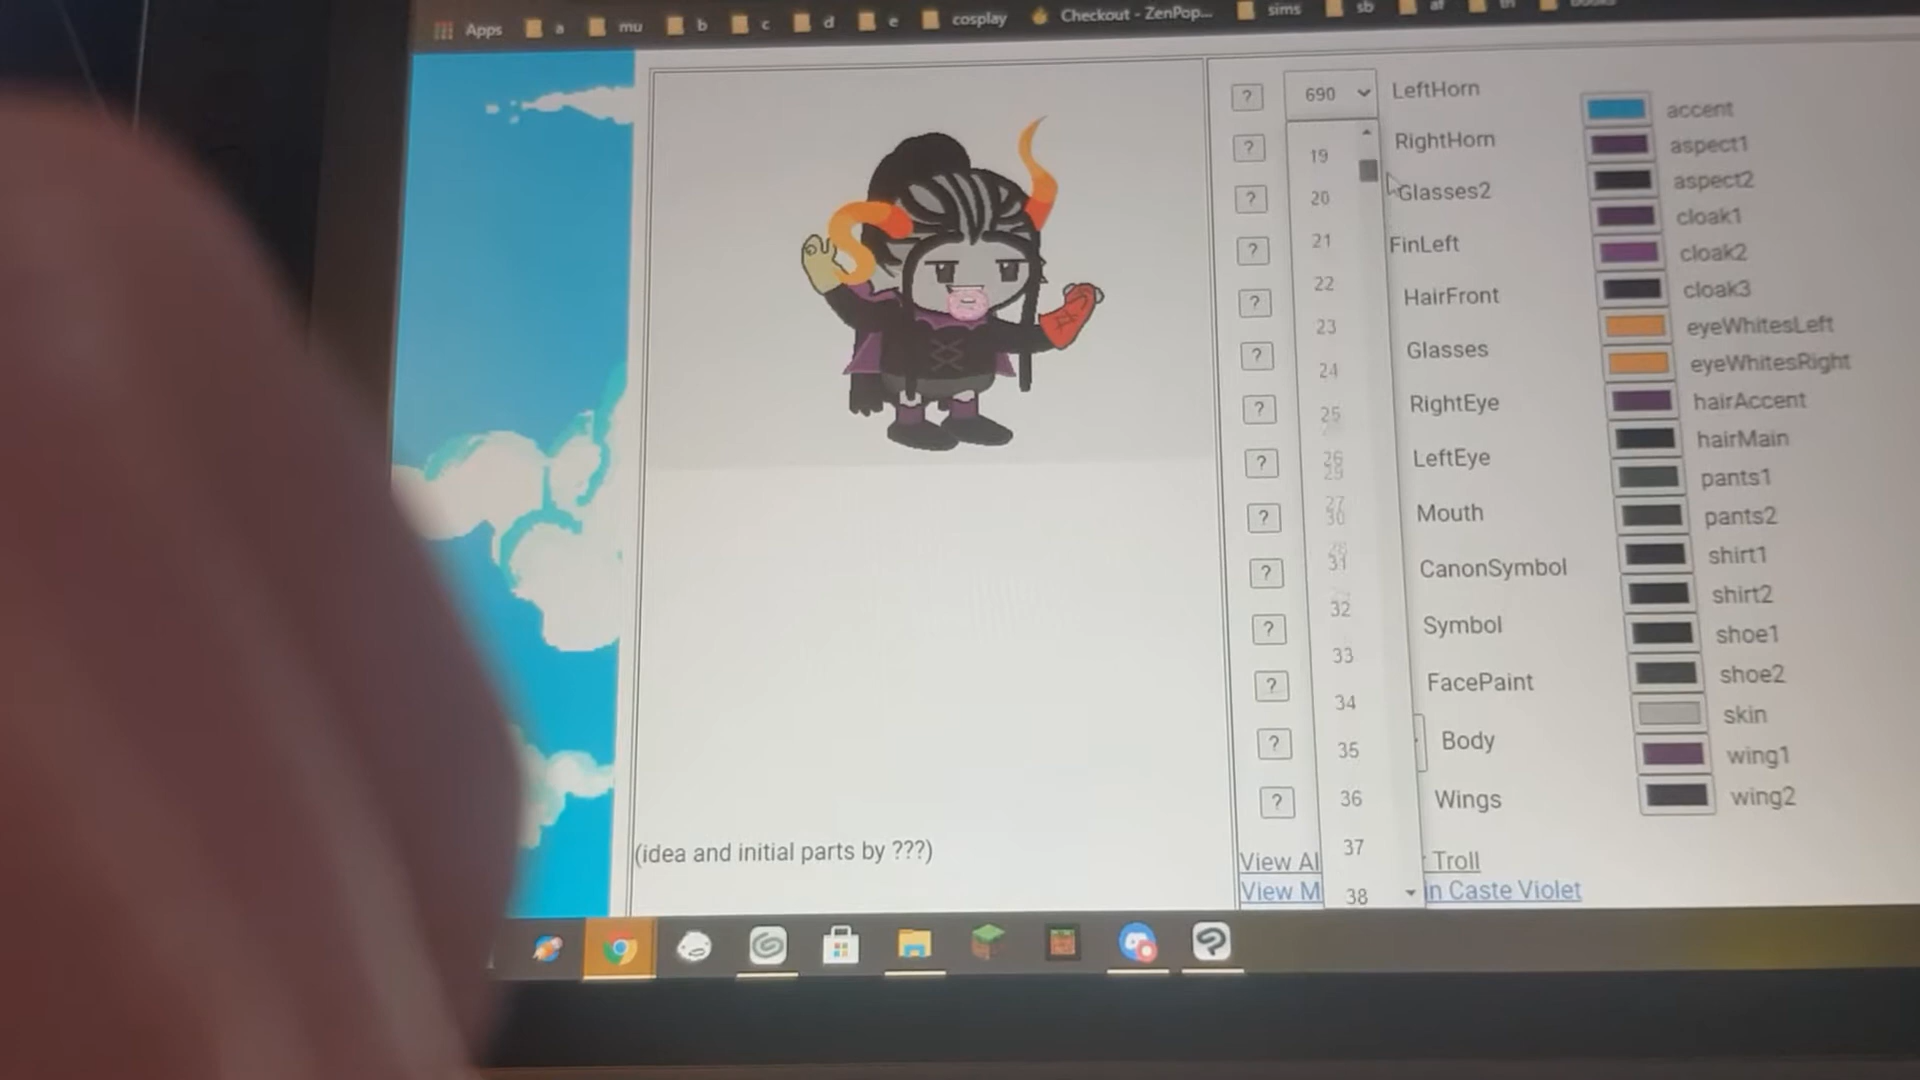 Apps a mu b c d e cosplay Checkout - ZenPop... sims sb af
? 690 LeftHorn
? RightHorn
? Glasses2
? FinLeft
? HairFront
? Glasses
? RightEye
? LeftEye
? Mouth
? CanonSymbol
? Symbol
? FacePaint
? Body
? Wings
19
20
21
22
23
24
25
32
33
34
35
36
37
38
accent
aspect1
aspect2
cloak1
cloak2
cloak3
eyeWhitesLeft
eyeWhitesRight
hairAccent
hairMain
pants1
pants2
shirt1
shirt2
shoe1
shoe2
skin
wing1
wing2
(idea and initial parts by ???)
View Al r Troll
View M in Caste Violet